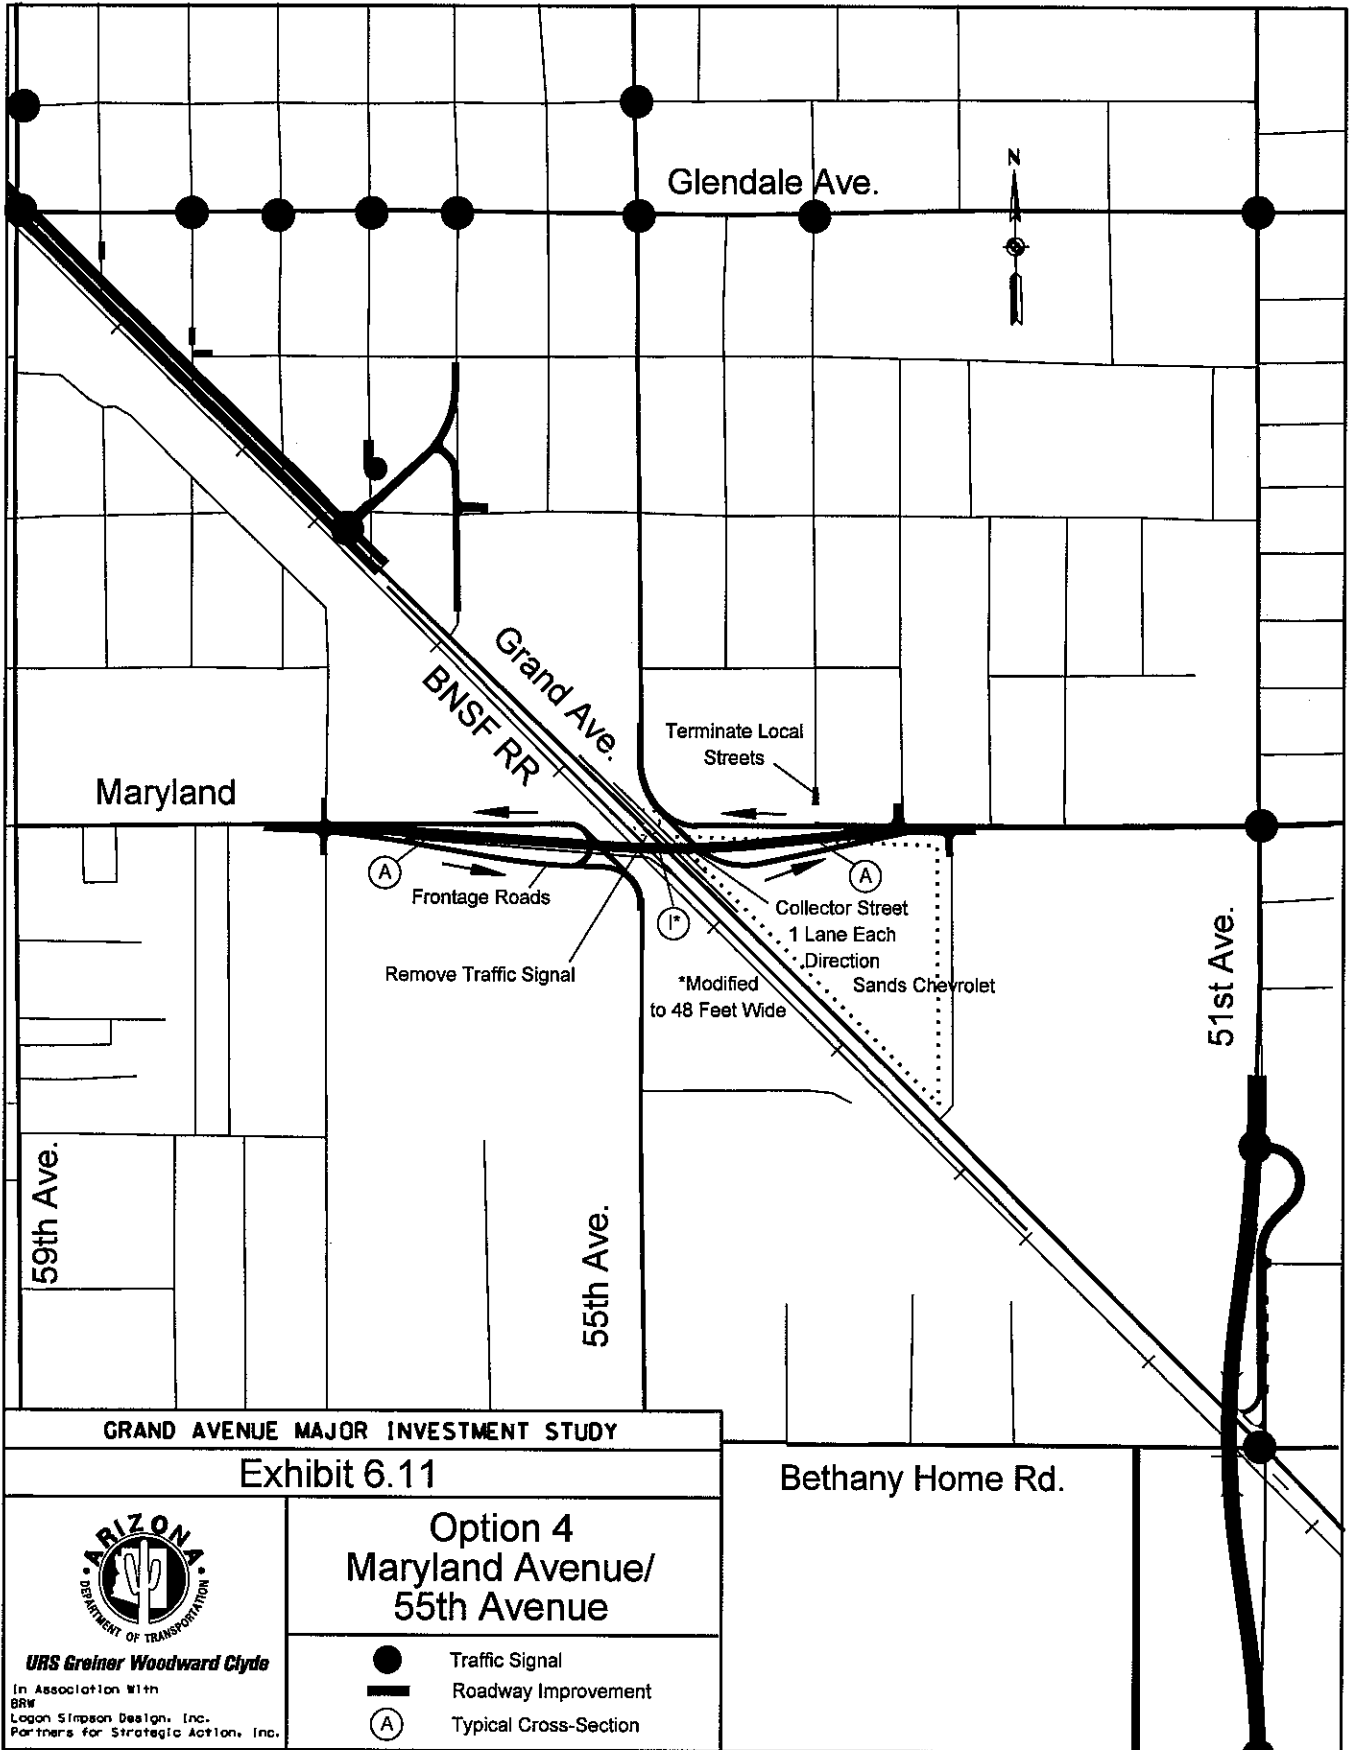 N
Glendale Ave.
Grand Ave.
BNSF RR
Terminate Local
Streets
Maryland
A
Frontage Roads
A
I*
Collector Street
1 Lane Each
Direction
Remove Traffic Signal
*Modified
to 48 Feet Wide
Sands Chevrolet
51st Ave.
59th Ave.
55th Ave.
Bethany Home Rd.
GRAND AVENUE MAJOR INVESTMENT STUDY
Exhibit 6.11
ARIZONA
DEPARTMENT OF TRANSPORTATION
URS Greiner Woodward Clyde
In Association With
BRW
Logan Simpson Design, Inc.
Partners for Strategic Action, Inc.
Option 4
Maryland Avenue/
55th Avenue
Traffic Signal
Roadway Improvement
A Typical Cross-Section